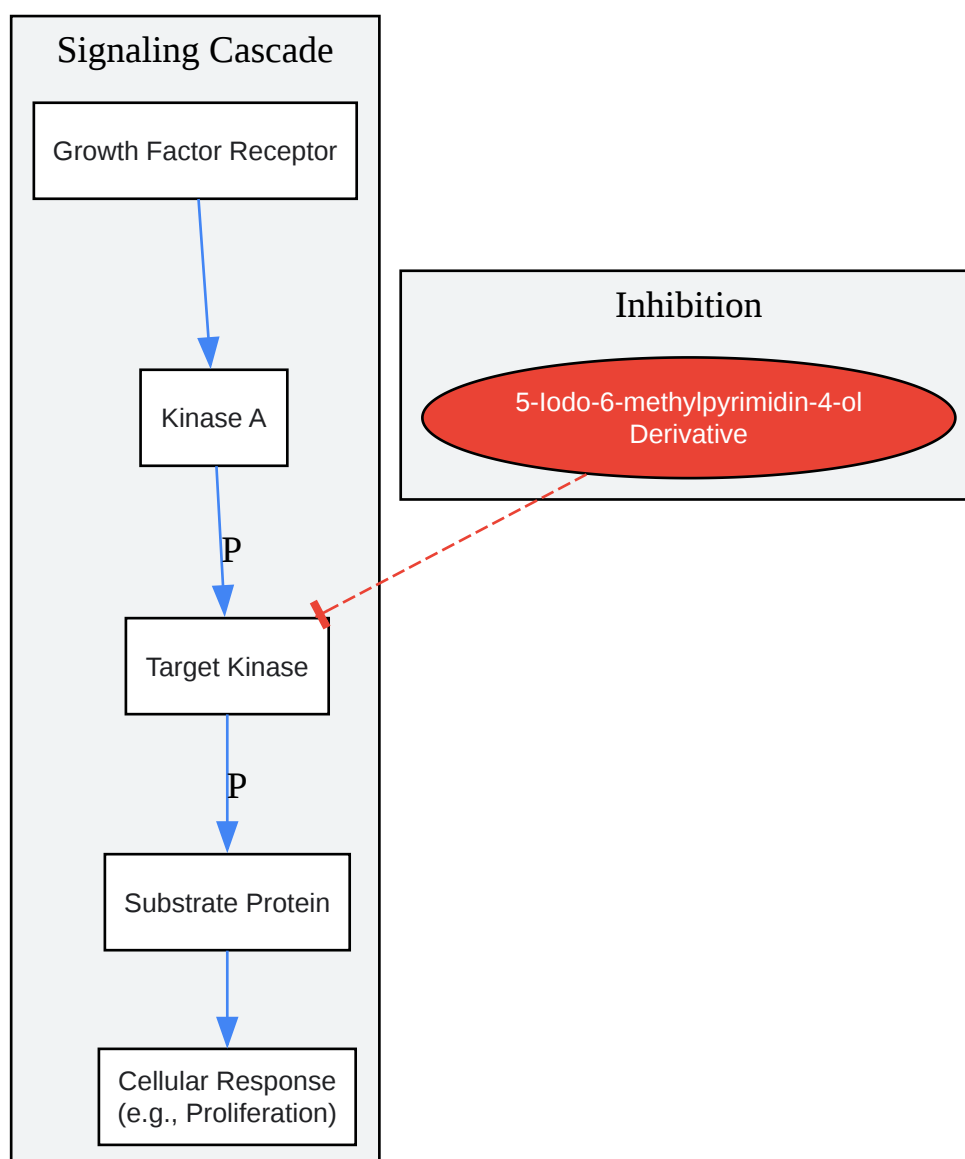 Signaling Cascade
Growth Factor Receptor
Inhibition
5-Iodo-6-methylpyrimidin-4-ol
Derivative
Kinase A
P
Target Kinase
P
Substrate Protein
Cellular Response
(e.g., Proliferation)